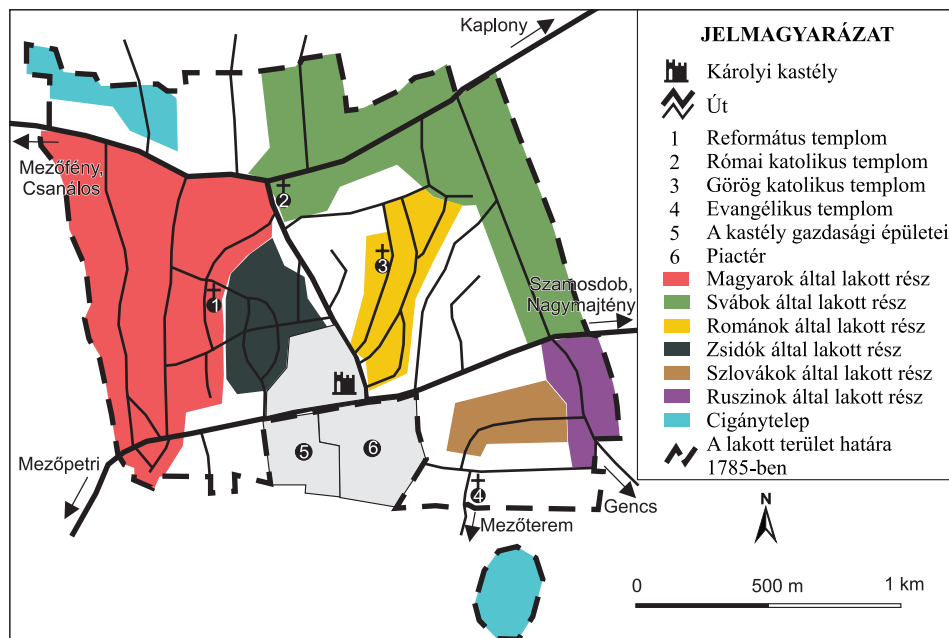 Kaplony
Mezőfény,
Csanálos
2
3
1
Szamosdob,
Nagymajtény
5
6
Mezőpetri
4
Gencs
Mezőterem
JELMAGYARÁZAT
Károlyi kastély
Út
1 Református templom
2 Római katolikus templom
3 Görög katolikus templom
4 Evangélikus templom
5 A kastély gazdasági épületei
6 Piactér
Magyarok által lakott rész
Svábok által lakott rész
Románok által lakott rész
Zsidók által lakott rész
Szlovákok által lakott rész
Ruszinok által lakott rész
Cigánytelep
A lakott terület határa
1785-ben
N
0 500 m 1 km